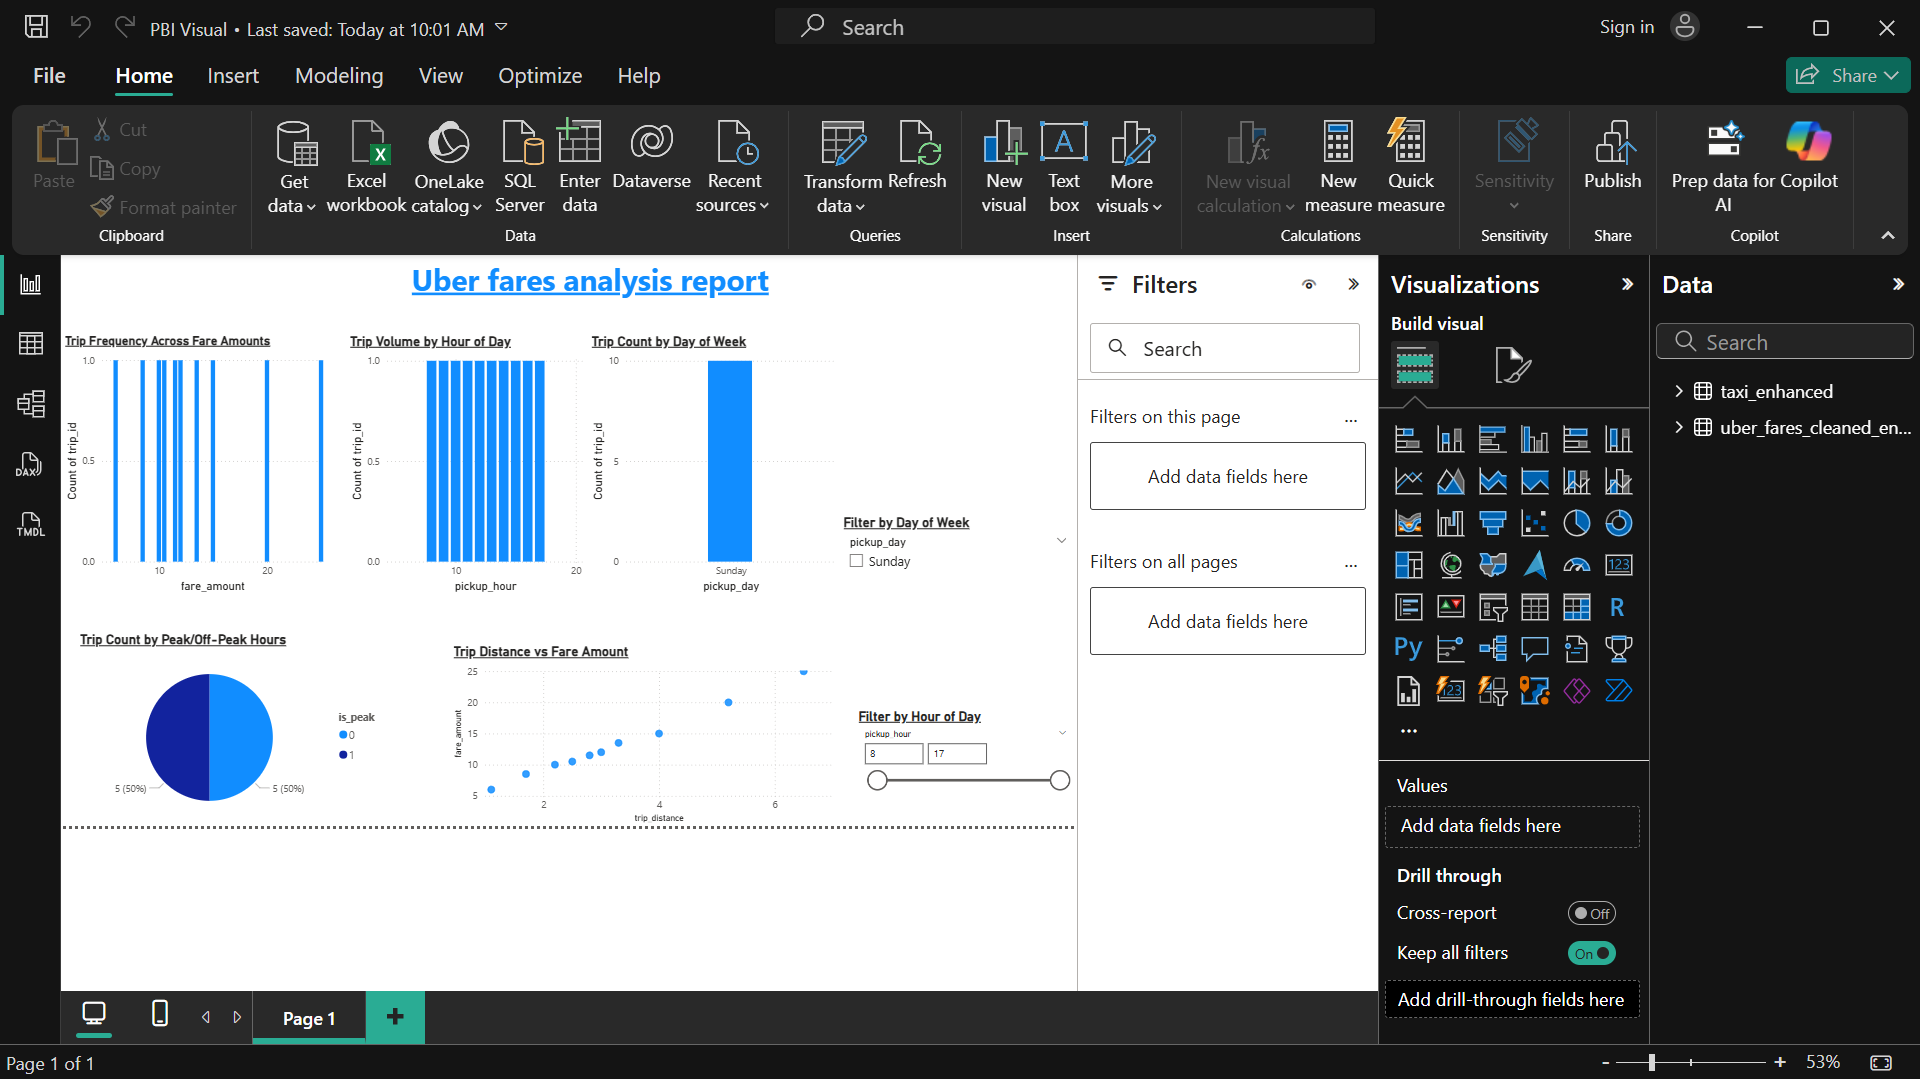 PBI Visual • Last saved: Today at 10:01 AM
Search
Sign in
File
Home
Insert
Modeling
View
Optimize
Help
Share
Paste
Cut
Copy
Format painter
Clipboard
Get data
Excel workbook
OneLake catalog
SQL Server
Enter data
Dataverse
Recent sources
Data
Transform data
Refresh
Queries
New visual
Text box
More visuals
Insert
New visual calculation
New measure
Quick measure
Calculations
Sensitivity
Sensitivity
Publish
Share
Prep data for AI
Copilot
Copilot
DAX
TMDL
Uber fares analysis report
Trip Frequency Across Fare Amounts
Count of trip_id
1.0
0.5
0.0
10
20
fare_amount
Trip Volume by Hour of Day
Count of trip_id
1.0
0.5
0.0
10
20
pickup_hour
Trip Count by Day of Week
Count of trip_id
10
5
0
Sunday
pickup_day
Filter by Day of Week
pickup_day
Sunday
Trip Count by Peak/Off-Peak Hours
5 (50%)
5 (50%)
is_peak
0
1
Trip Distance vs Fare Amount
fare_amount
25
20
15
10
5
2
4
6
trip_distance
Filter by Hour of Day
pickup_hour
8
17
Filters
Search
Filters on this page
...
Add data fields here
Filters on all pages
...
Add data fields here
Visualizations
Build visual
123
R
Py
123
...
Values
Add data fields here
Drill through
Cross-report
Off
Keep all filters
On
Add drill-through fields here
Data
Search
taxi_enhanced
uber_fares_cleaned_en...
Page 1
+
Page 1 of 1
-
+
53%